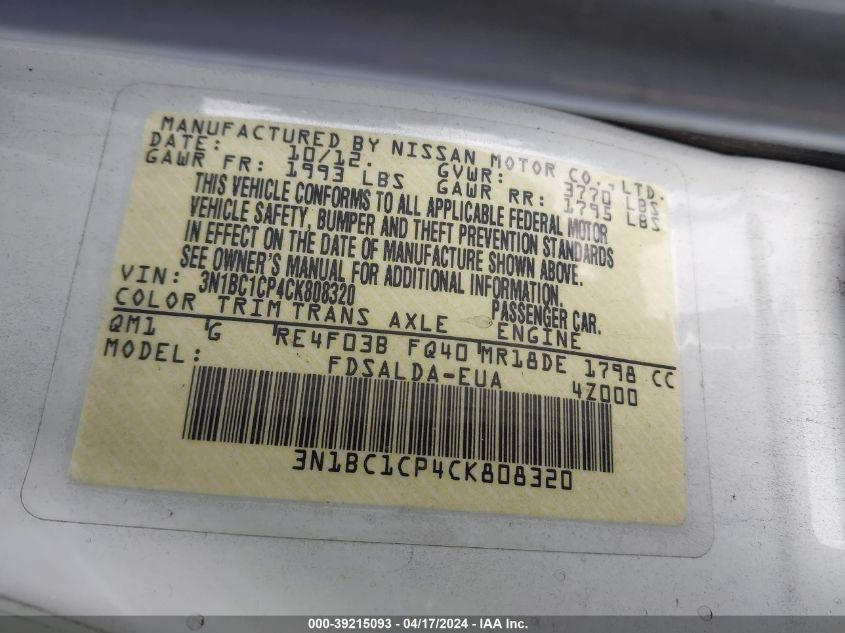 MANUFACTURED BY NISSAN MOTOR CO., LTD.
DATE: 10/12. GVWR: 3770 LBS
GAWR FR: 1993 LBS GAWR RR: 1795 LBS
THIS VEHICLE CONFORMS TO ALL APPLICABLE FEDERAL MOTOR
VEHICLE SAFETY, BUMPER AND THEFT PREVENTION STANDARDS
IN EFFECT ON THE DATE OF MANUFACTURE SHOWN ABOVE.
SEE OWNER'S MANUAL FOR ADDITIONAL INFORMATION.
VIN: 3N1BC1CP4CK808320 PASSENGER CAR.
COLOR TRIM TRANS AXLE ENGINE
QM1 G RE4F03B FQ40 MR18DE 1798 CC
MODEL: FDSALDA-EUA 4Z000
3N1BC1CP4CK808320
000-39215093 - 04/17/2024 - IAA Inc.